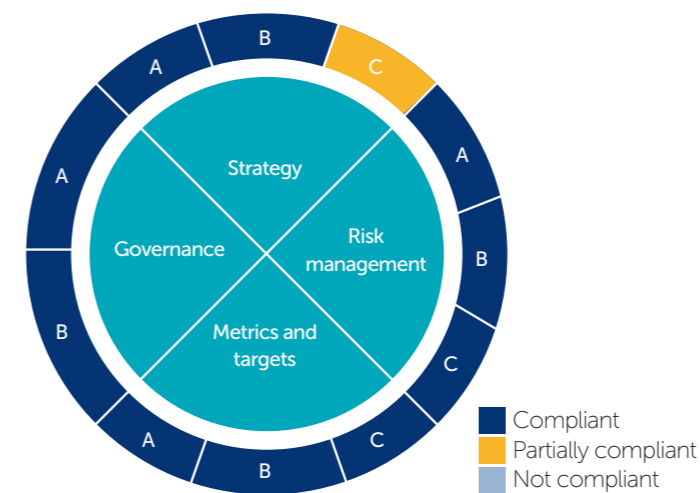 B
A
C
A
A
Strategy
Governance
Risk
management
B
B
Metrics and
targets
C
A
C
B
Compliant
Partially compliant
Not compliant